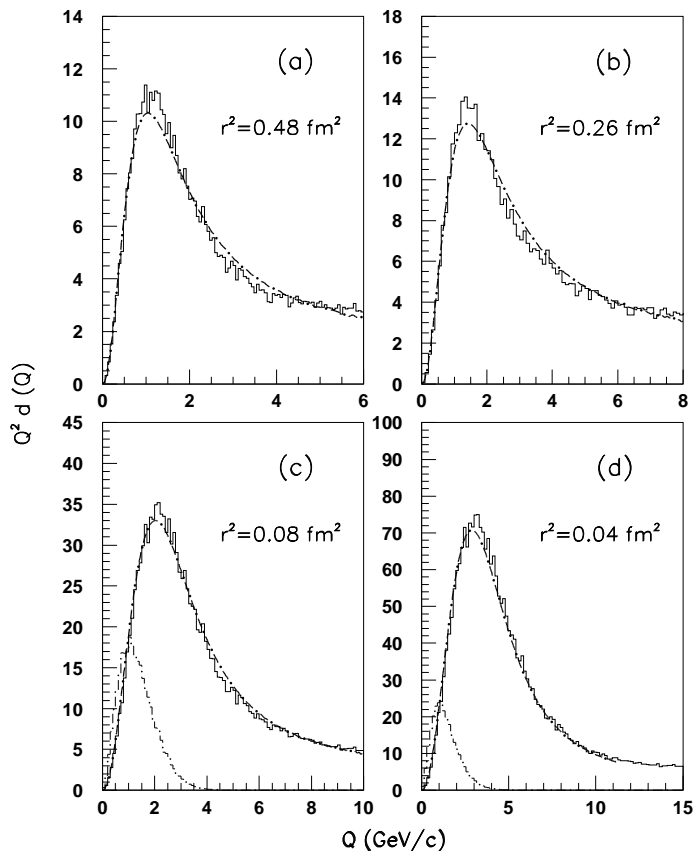 (a)
r²=0.48 fm²
14
12
10
8
6
4
2
0
0 2 4 6
(b)
r²=0.26 fm²
18
16
14
12
10
8
6
4
2
0
0 2 4 6 8
Q² d (Q)
(c)
r²=0.08 fm²
45
40
35
30
25
20
15
10
5
0
0 2 4 6 8 10
(d)
r²=0.04 fm²
100
90
80
70
60
50
40
30
20
10
0
0 5 10 15
Q (GeV/c)